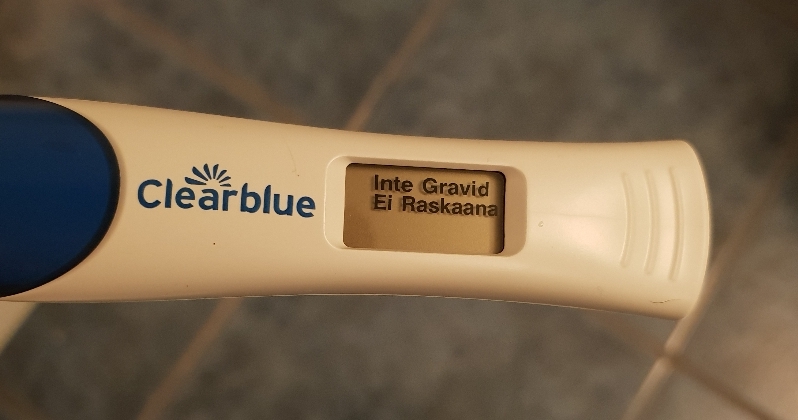 Clearblue
Inte Gravid
Ei Raskaana